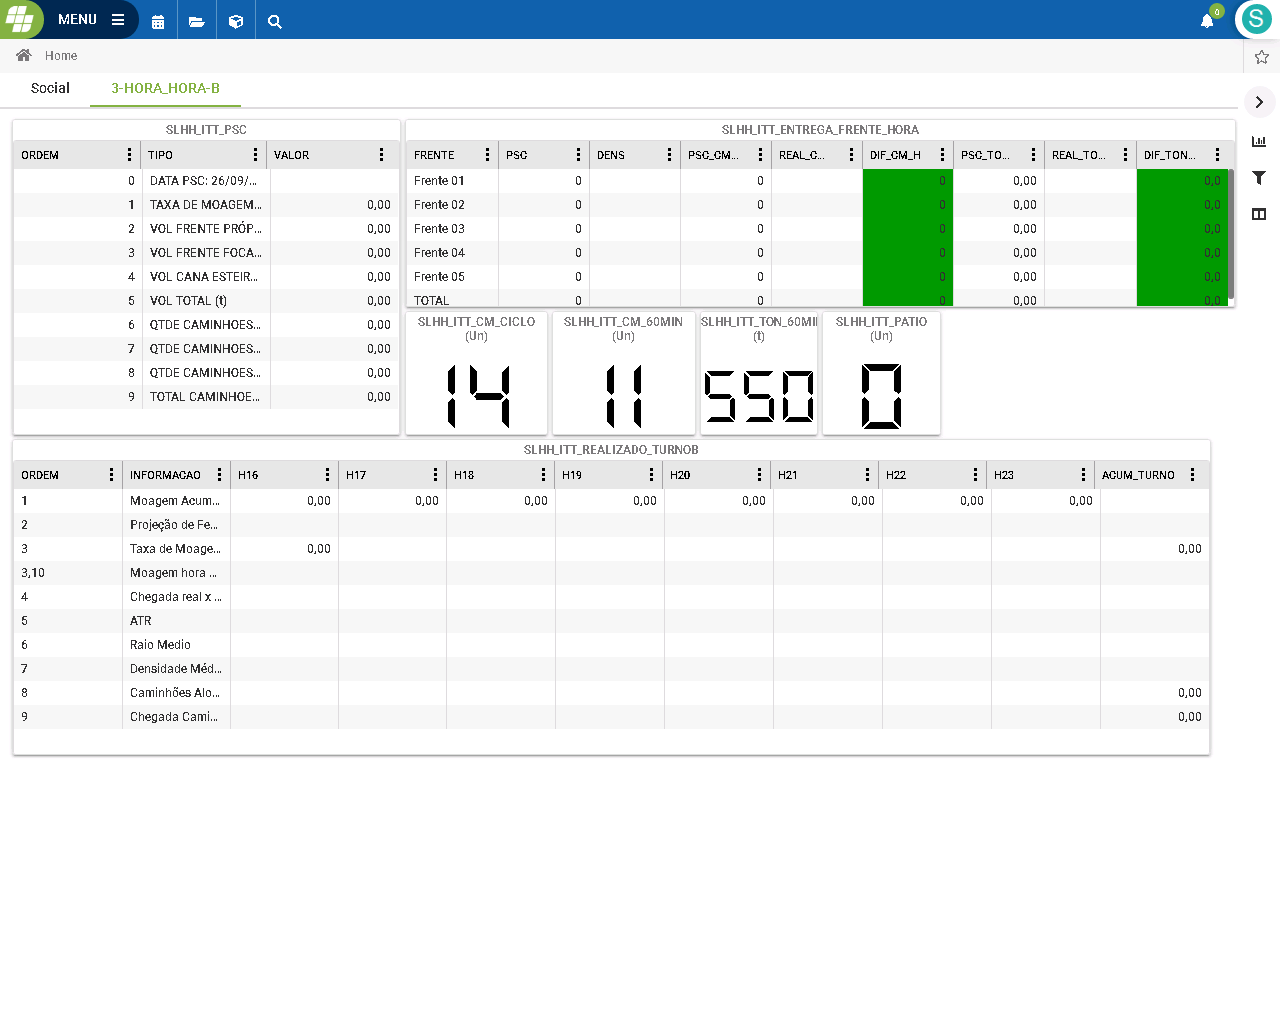 MENU
0
S
Home
Social
3-HORA_HORA-B
SLHH_ITT_PSC
ORDEM TIPO VALOR
0 DATA PSC: 26/09/...
1 TAXA DE MOAGEM... 0,00
2 VOL FRENTE PRÓP... 0,00
3 VOL FRENTE FOCA... 0,00
4 VOL CANA ESTEIR... 0,00
5 VOL TOTAL (t) 0,00
6 QTDE CAMINHOES... 0,00
7 QTDE CAMINHOES... 0,00
8 QTDE CAMINHOES... 0,00
9 TOTAL CAMINHOE... 0,00
SLHH_ITT_ENTREGA_FRENTE_HORA
FRENTE PSC DENS PSC_CM... REAL_C... DIF_CM_H PSC_TO... REAL_TO... DIF_TON...
Frente 01 0 0 0 0,00 0,0
Frente 02 0 0 0 0,00 0,0
Frente 03 0 0 0 0,00 0,0
Frente 04 0 0 0 0,00 0,0
Frente 05 0 0 0 0,00 0,0
TOTAL 0 0 0 0,00 0,0
SLHH_ITT_CM_CICLO
(Un)
14
SLHH_ITT_CM_60MIN
(Un)
11
SLHH_ITT_TON_60MI
(t)
550
SLHH_ITT_PATIO
(Un)
0
SLHH_ITT_REALIZADO_TURNOB
ORDEM INFORMACAO H16 H17 H18 H19 H20 H21 H22 H23 ACUM_TURNO
1 Moagem Acum... 0,00 0,00 0,00 0,00 0,00 0,00 0,00 0,00
2 Projeção de Fe...
3 Taxa de Moage... 0,00 0,00
3,10 Moagem hora ...
4 Chegada real x ...
5 ATR
6 Raio Medio
7 Densidade Méd...
8 Caminhões Alo... 0,00
9 Chegada Cami... 0,00